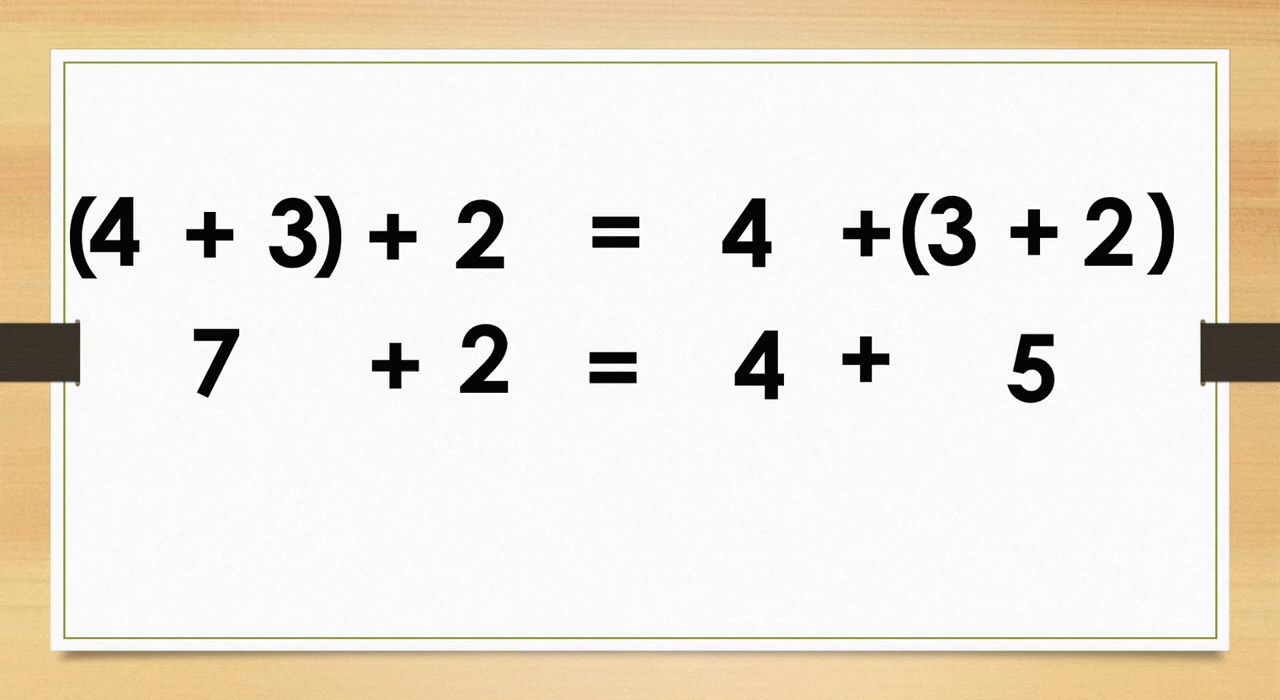 (4 + 3) + 2 = 4 +(3 + 2)
7 + 2 = 4 + 5